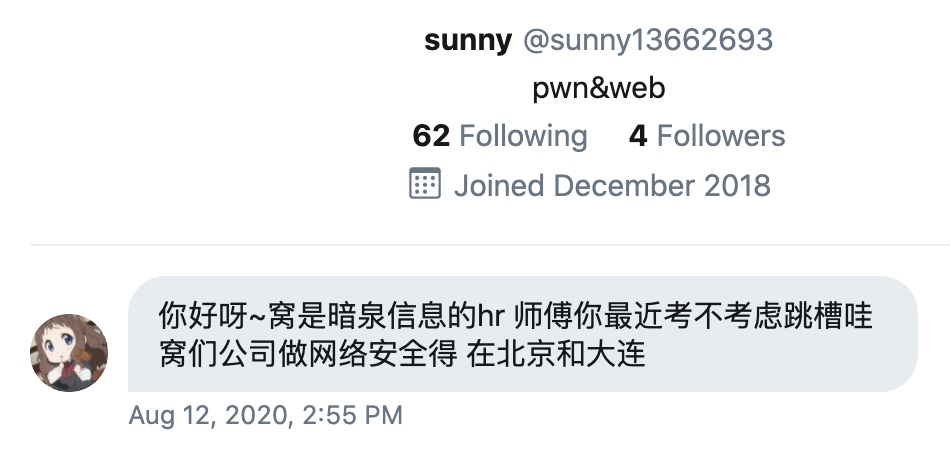 sunny @sunny13662693
pwn&web
62 Following 4 Followers
Joined December 2018
你好呀~窝是暗泉信息的hr 师傅你最近考不考虑跳槽哇
窝们公司做网络安全得 在北京和大连
Aug 12, 2020, 2:55 PM